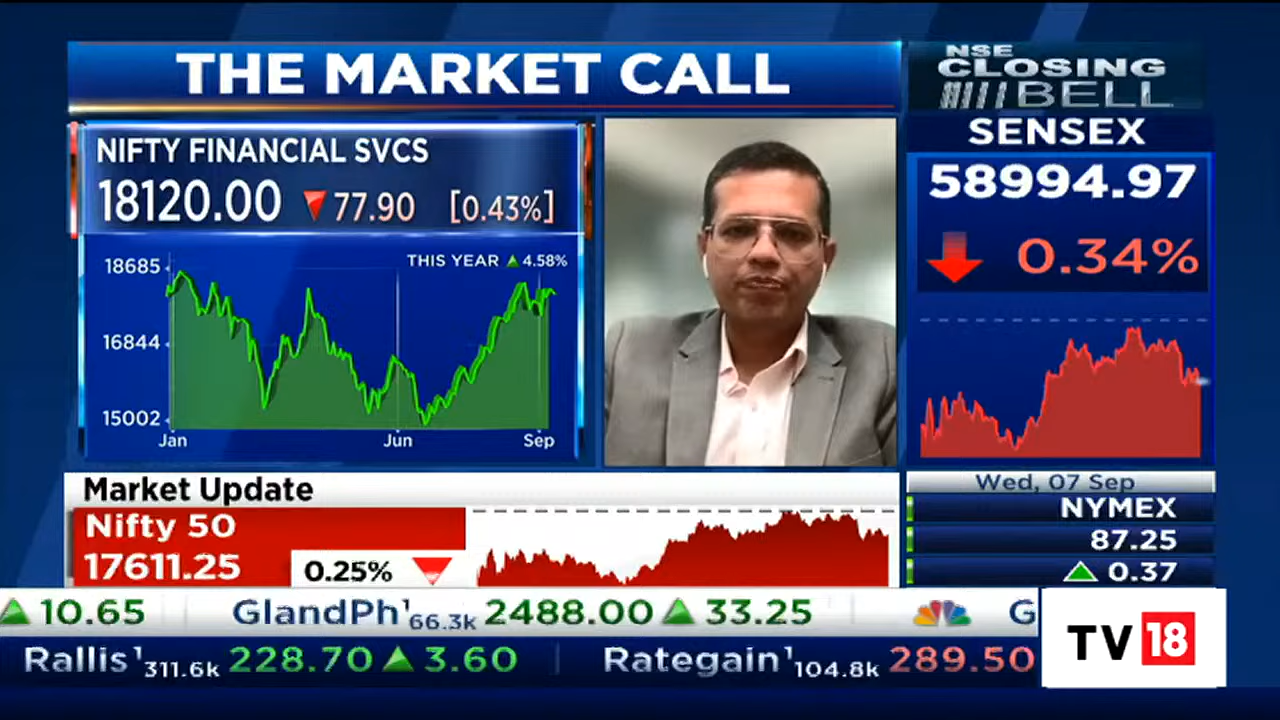 THE MARKET CALL
NIFTY FINANCIAL SVCS
18120.00 ▼77.90 [0.43%]
THIS YEAR ▲ 4.58%
18685
16844
15002
Jan Jun Sep
NSE
CLOSING
BELL
SENSEX
58994.97
0.34%
Wed, 07 Sep
NYMEX
87.25
▲ 0.37
Market Update
Nifty 50
17611.25 0.25% ▼
▲ 10.65 GlandPh¹ 66.3k 2488.00 ▲ 33.25 G
Rallis¹ 311.6k 228.70 ▲ 3.60 Rategain¹ 104.8k 289.50
TV18